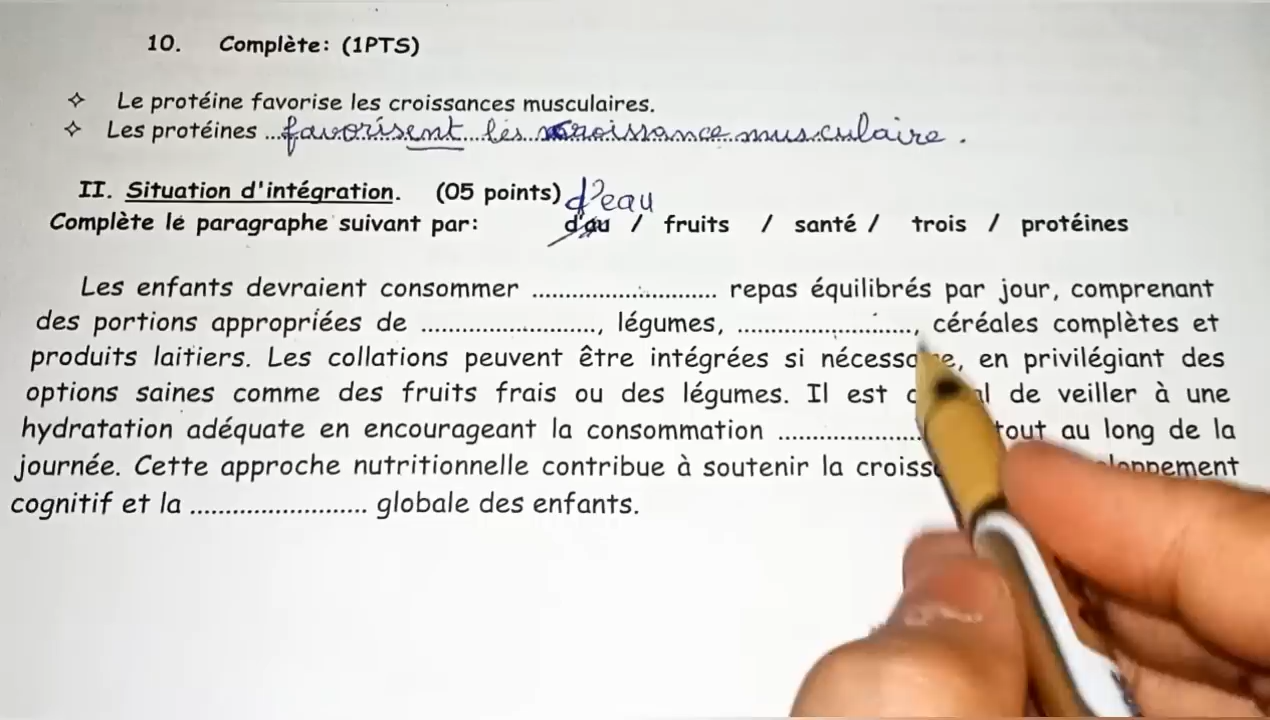 10. Complète: (1PTS)
✧ Le protéine favorise les croissances musculaires.
✧ Les protéines ...favorisent les croissance musculaire.
II. Situation d'intégration. (05 points) d'eau
Complète le paragraphe suivant par: d'au / fruits / santé / trois / protéines
Les enfants devraient consommer ............................ repas équilibrés par jour, comprenant
des portions appropriées de .........................., légumes, .........................., céréales complètes et
produits laitiers. Les collations peuvent être intégrées si en privilégiant des
options saines comme des fruits frais ou des légumes. Il est de veiller à une
hydratation adéquate en encourageant la consommation ..................... tout au long de la
journée. Cette approche nutritionnelle contribue à soutenir la
cognitif et la ......................... globale des enfants.